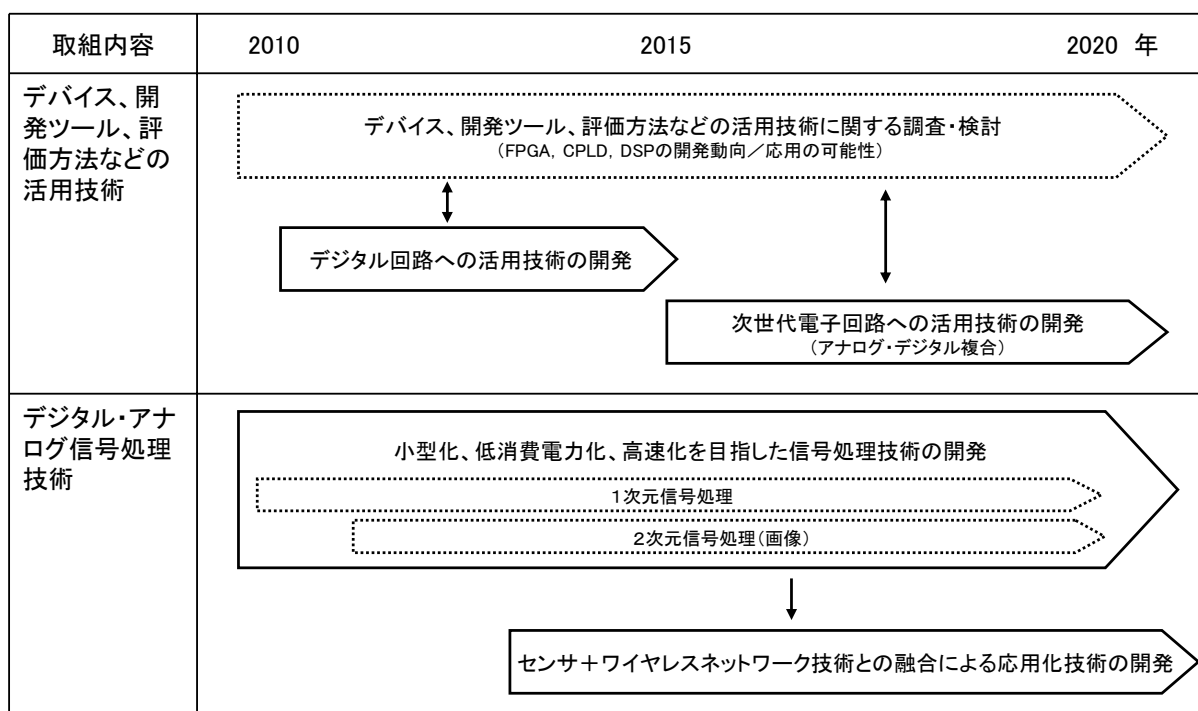 取組内容
2010 2015 2020 年
デバイス、開
発ツール、評
価方法などの
活用技術
デバイス、開発ツール、評価方法などの活用技術に関する調査・検討
(FPGA, CPLD, DSPの開発動向／応用の可能性)
デジタル回路への活用技術の開発
次世代電子回路への活用技術の開発
(アナログ・デジタル複合)
デジタル・アナ
ログ信号処理
技術
小型化、低消費電力化、高速化を目指した信号処理技術の開発
１次元信号処理
２次元信号処理(画像)
センサ＋ワイヤレスネットワーク技術との融合による応用化技術の開発